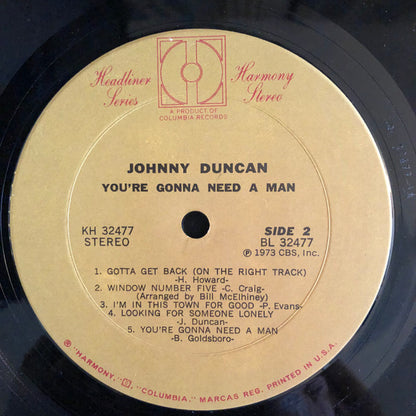 Headliner Series
Harmony Stereo
A PRODUCT OF
COLUMBIA RECORDS
JOHNNY DUNCAN
YOU'RE GONNA NEED A MAN
KH 32477
STEREO
SIDE 2
BL 32477
Ⓟ 1973 CBS, Inc.
1. GOTTA GET BACK (ON THE RIGHT TRACK)
-H. Howard-
2. WINDOW NUMBER FIVE -C. Craig-
(Arranged by Bill McElhiney)
3. I'M IN THIS TOWN FOR GOOD -P. Evans-
4. LOOKING FOR SOMEONE LONELY
-J. Duncan-
5. YOU'RE GONNA NEED A MAN
-B. Goldsboro-
® "HARMONY," "COLUMBIA," MARCAS REG. PRINTED IN U.S.A.